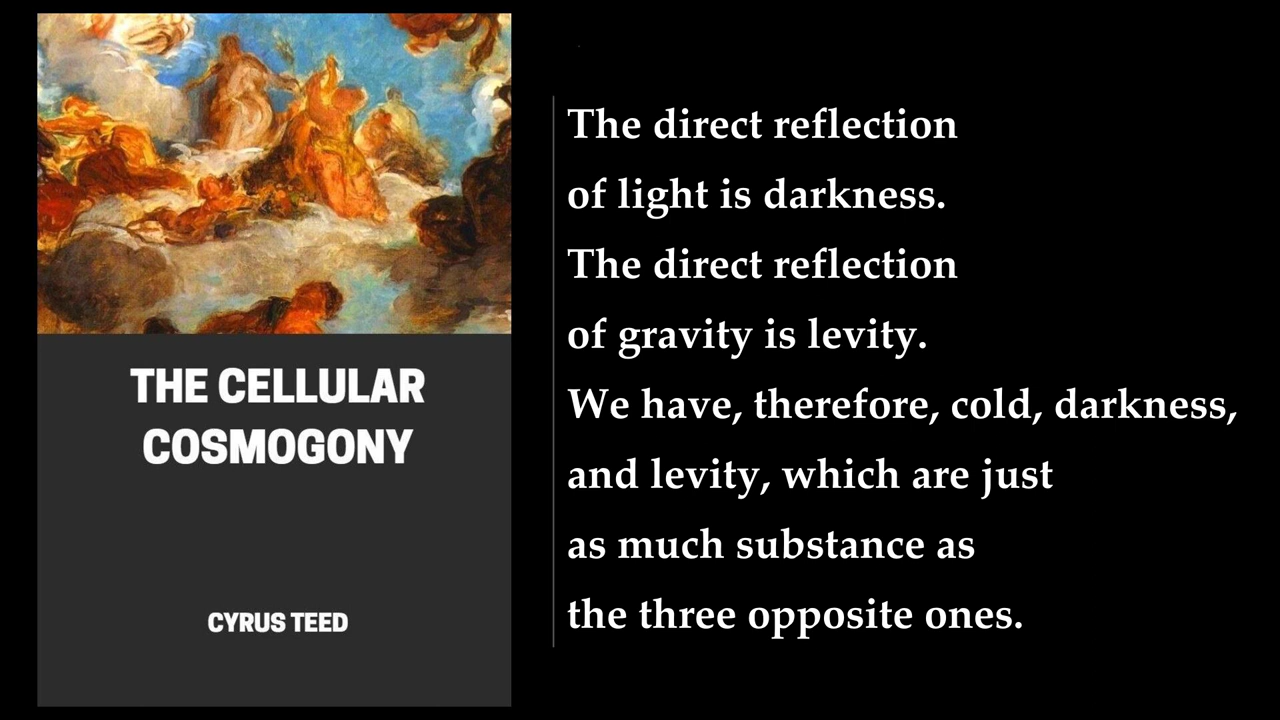 THE CELLULAR
COSMOGONY
CYRUS TEED
The direct reflection
of light is darkness.
The direct reflection
of gravity is levity.
We have, therefore, cold, darkness,
and levity, which are just
as much substance as
the three opposite ones.